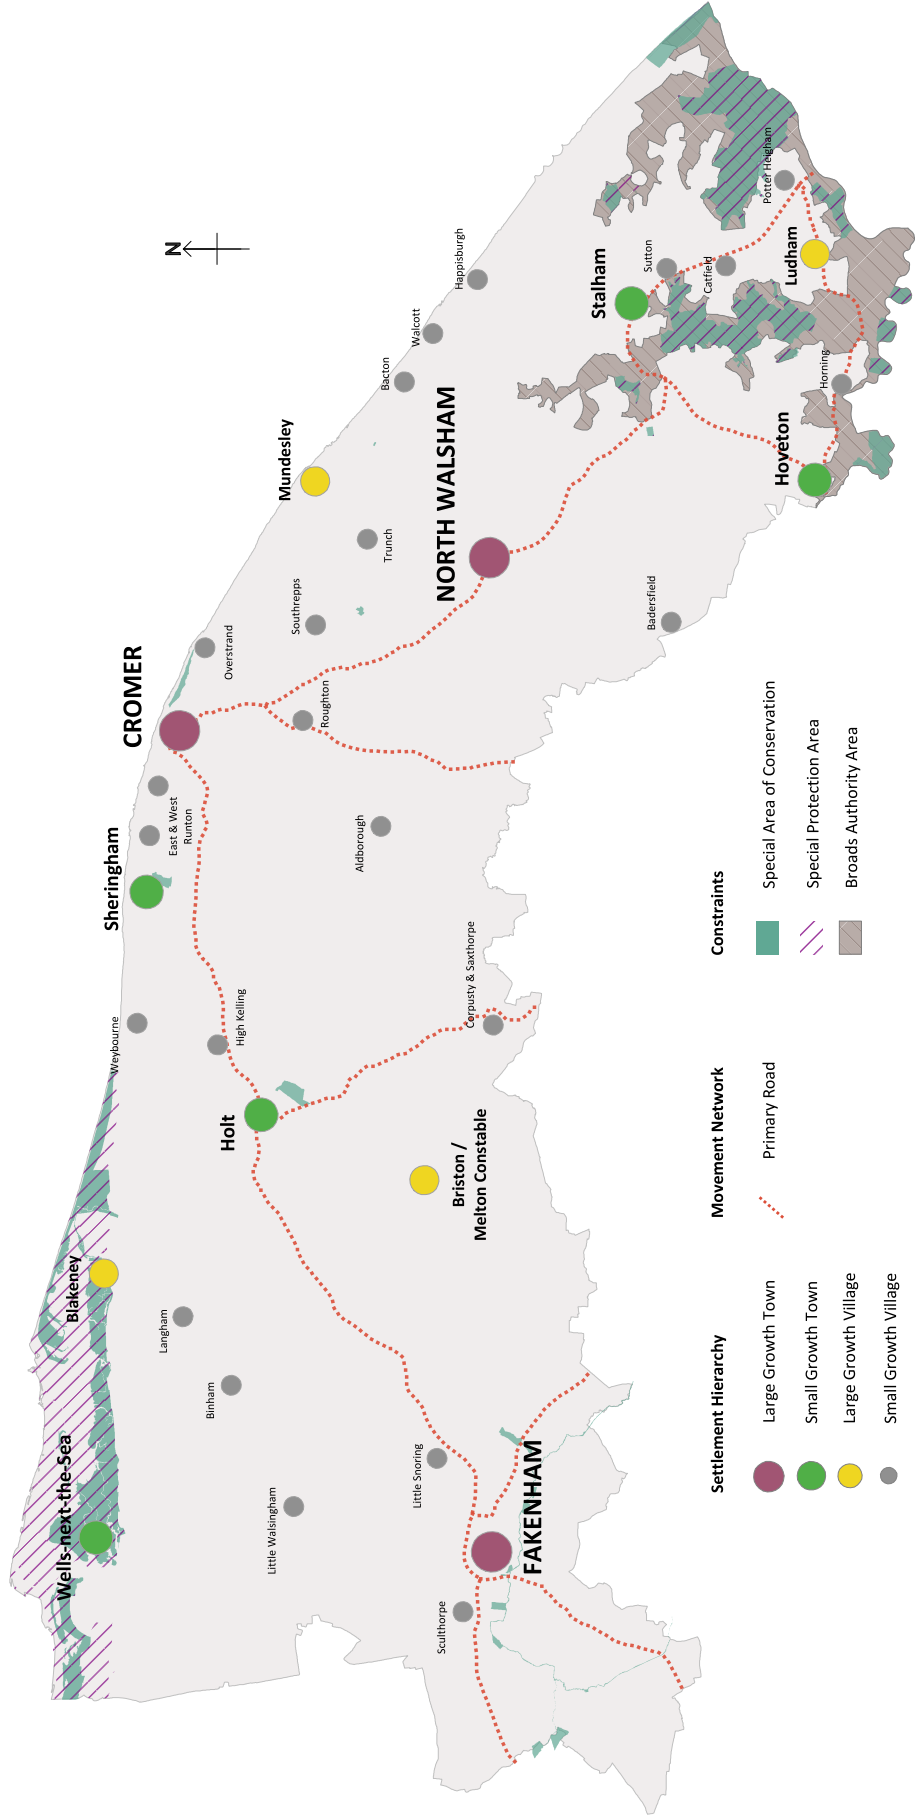 N
Wells-next-the-Sea
Blakeney
Weybourne
Sheringham
East & West
Runton
CROMER
Overstrand
Langham
Binham
Holt
High Kelling
Roughton
Southrepps
Mundesley
Trunch
Bacton
Walcott
Happisburgh
Little Walsingham
Little Snoring
Sculthorpe
FAKENHAM
Briston /
Melton Constable
Corpusty & Saxthorpe
Aldborough
NORTH WALSHAM
Badersfield
Stalham
Sutton
Catfield
Hoveton
Horning
Ludham
Potter Heigham
Settlement Hierarchy
Large Growth Town
Small Growth Town
Large Growth Village
Small Growth Village
Movement Network
Primary Road
Constraints
Special Area of Conservation
Special Protection Area
Broads Authority Area